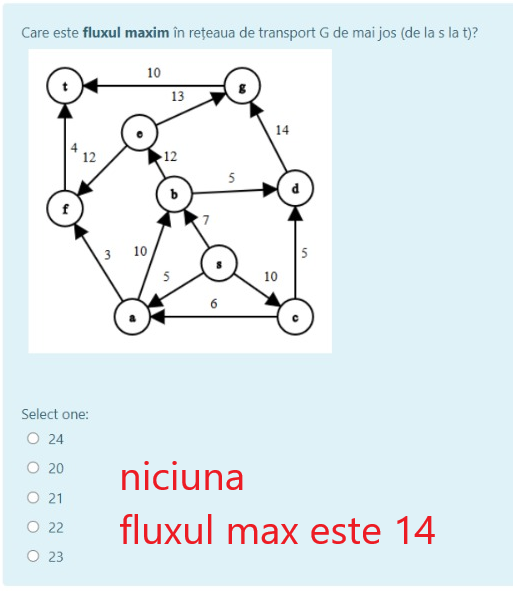 Care este fluxul maxim în rețeaua de transport G de mai jos (de la s la t)?
10
t
g
13
e
14
4
12
12
5
b
d
f
7
3
10
s
5
5
10
6
a
c
Select one:
24
20
21
22
23
niciuna
fluxul max este 14